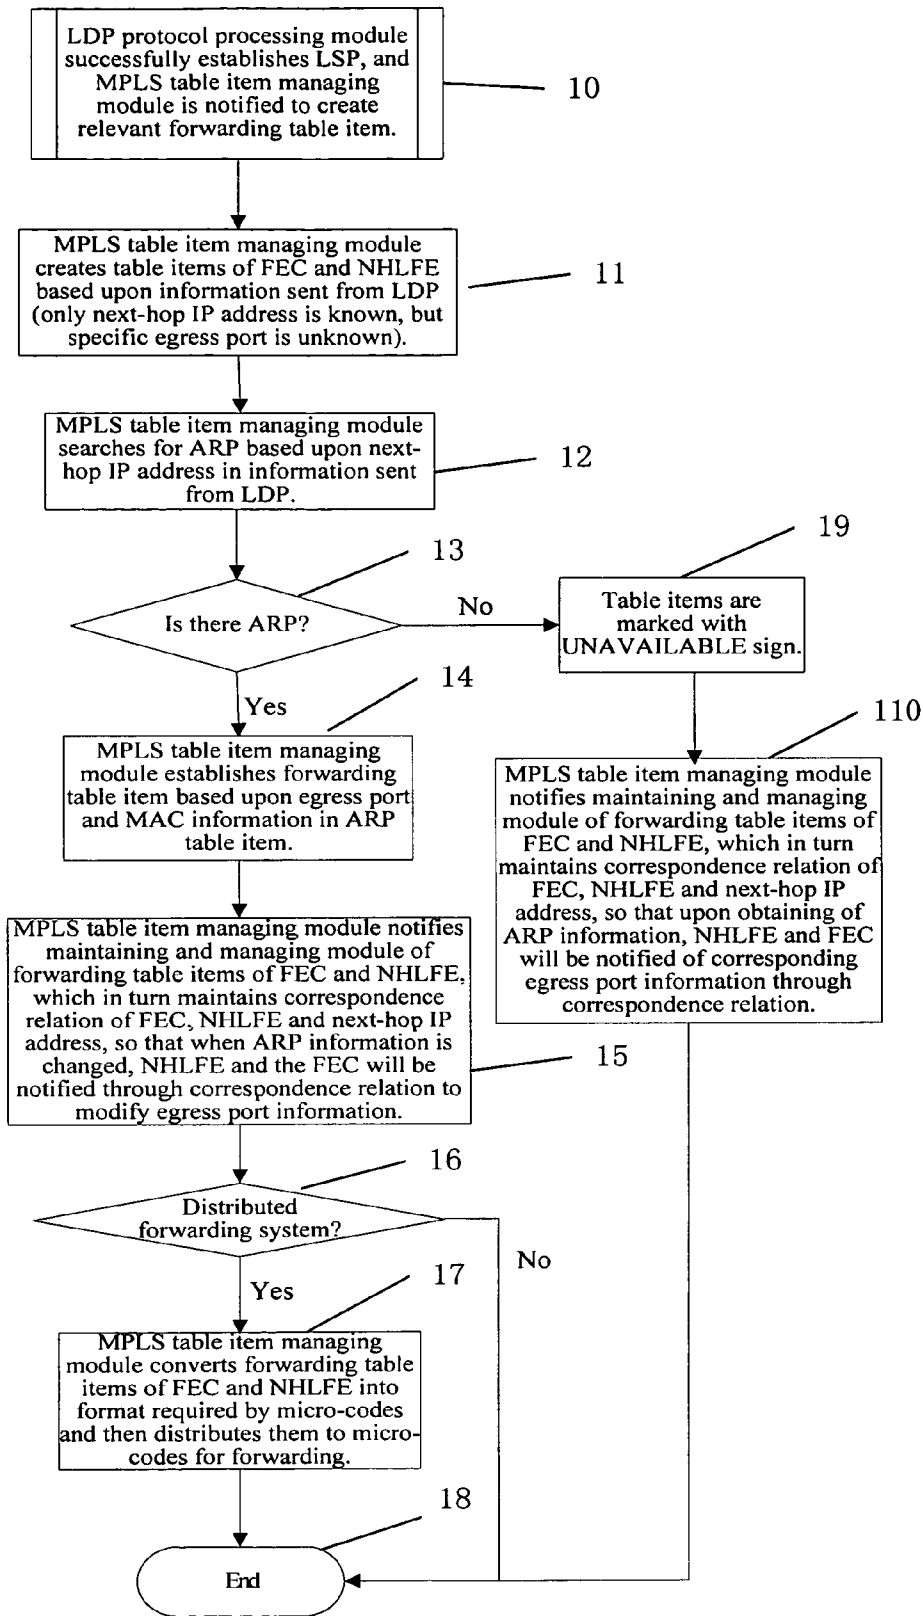 LDP protocol processing module
successfully establishes LSP, and
MPLS table item managing
module is notified to create
relevant forwarding table item.
10
MPLS table item managing module
creates table items of FEC and NHLFE
based upon information sent from LDP
(only next-hop IP address is known, but
specific egress port is unknown).
11
MPLS table item managing module
searches for ARP based upon next-
hop IP address in information sent
from LDP.
12
13
Is there ARP?
No
Yes
19
Table items are
marked with
UNAVAILABLE sign.
14
MPLS table item managing
module establishes forwarding
table item based upon egress port
and MAC information in ARP
table item.
110
MPLS table item managing module
notifies maintaining and managing
module of forwarding table items of
FEC and NHLFE, which in turn
maintains correspondence relation of
FEC, NHLFE and next-hop IP
address, so that upon obtaining of
ARP information, NHLFE and FEC
will be notified of corresponding
egress port information through
correspondence relation.
MPLS table item managing module notifies
maintaining and managing module of
forwarding table items of FEC and NHLFE,
which in turn maintains correspondence
relation of FEC, NHLFE and next-hop IP
address, so that when ARP information is
changed, NHLFE and the FEC will be
notified through correspondence relation to
modify egress port information.
15
16
Distributed
forwarding system?
No
Yes
17
MPLS table item managing
module converts forwarding table
items of FEC and NHLFE into
format required by micro-codes
and then distributes them to micro-
codes for forwarding.
18
End